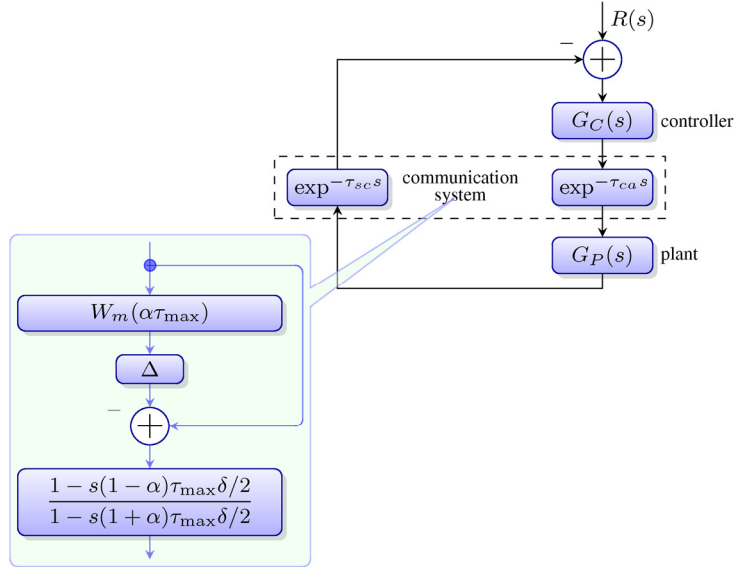 R(s)
−
+
G_C(s) controller
exp^{−τ_{sc}s} communication system exp^{−τ_{ca}s}
G_P(s) plant
W_m(ατ_max)
Δ
−
+
1 − s(1 − α)τ_max δ/2
1 − s(1 + α)τ_max δ/2